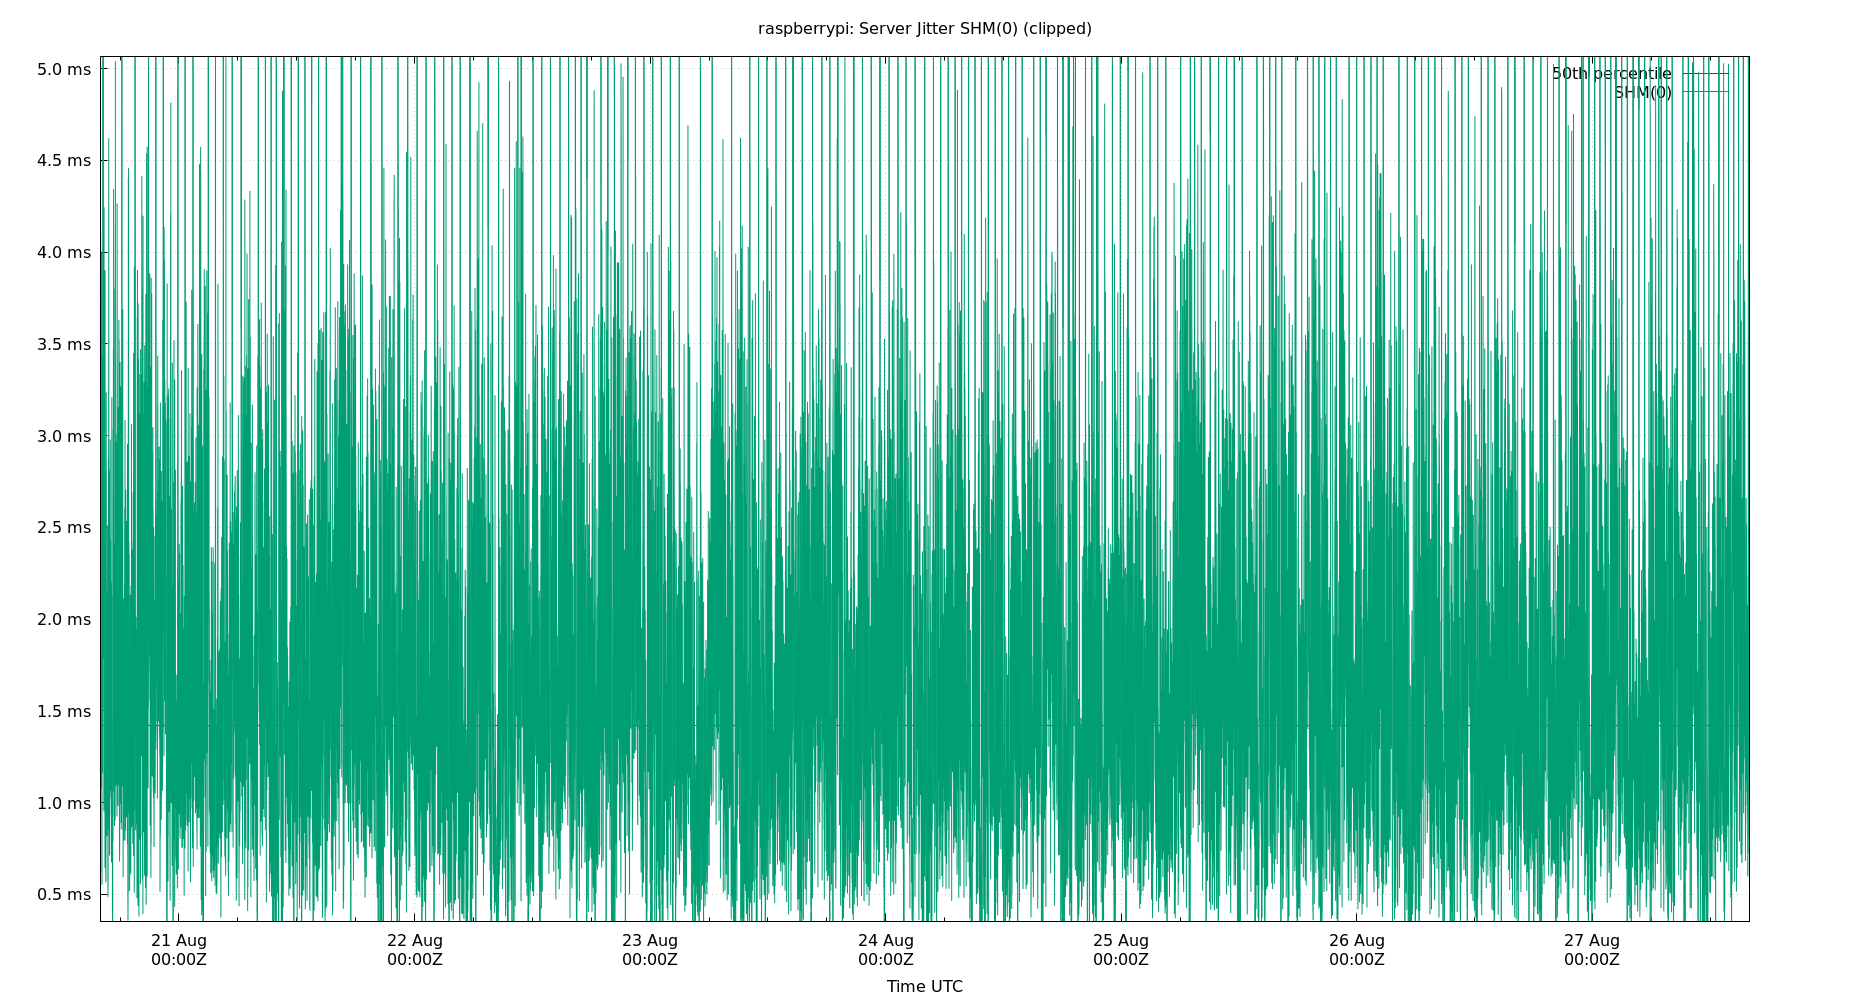 raspberrypi: Server Jitter SHM(0) (clipped)
5.0 ms
50th percentile
SHM(0)
4.5 ms
4.0 ms
3.5 ms
3.0 ms
2.5 ms
2.0 ms
1.5 ms
1.0 ms
0.5 ms
21 Aug 22 Aug 23 Aug 24 Aug 25 Aug 26 Aug 27 Aug
00:00Z 00:00Z 00:00Z 00:00Z 00:00Z 00:00Z 00:00Z
Time UTC